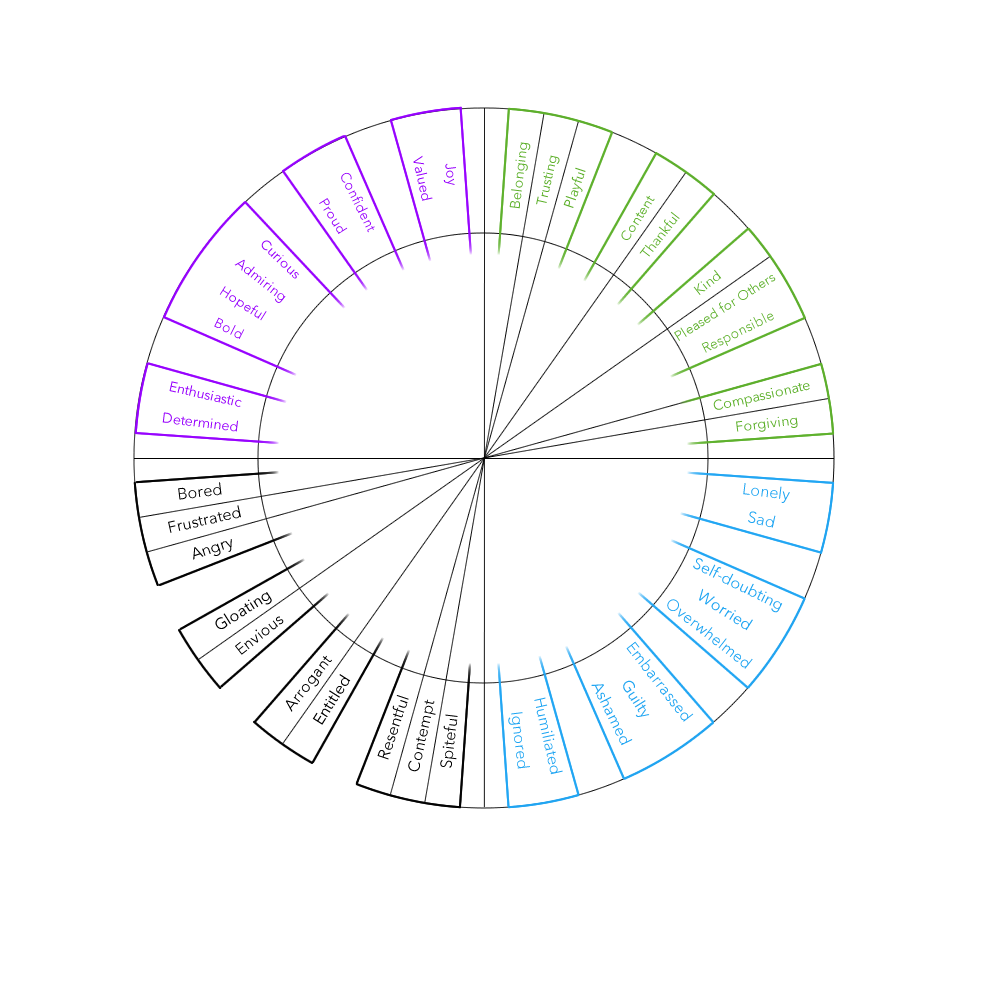 Belonging
Trusting
Playful
Content
Thankful
Kind
Pleased for Others
Responsible
Compassionate
Forgiving
Lonely
Sad
Self-doubting
Worried
Overwhelmed
Embarrassed
Guilty
Ashamed
Humiliated
Ignored
Spiteful
Contempt
Resentful
Entitled
Arrogant
Envious
Gloating
Angry
Frustrated
Bored
Determined
Enthusiastic
Bold
Hopeful
Admiring
Curious
Proud
Confident
Valued
Joy